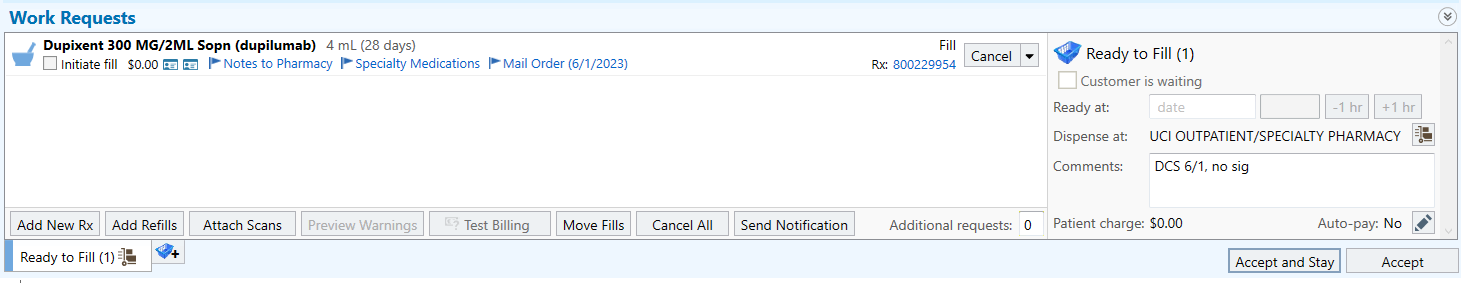 Work Requests
Dupixent 300 MG/2ML Sopn (dupilumab) 4 mL (28 days)
Fill
Cancel
Initiate fill $0.00 Notes to Pharmacy Specialty Medications Mail Order (6/1/2023)
Rx: 800229954
Ready to Fill (1)
Customer is waiting
Ready at: date -1 hr +1 hr
Dispense at: UCI OUTPATIENT/SPECIALTY PHARMACY
Comments: DCS 6/1, no sig
Patient charge: $0.00 Auto-pay: No
Add New Rx Add Refills Attach Scans Preview Warnings Test Billing Move Fills Cancel All Send Notification Additional requests: 0
Ready to Fill (1)
Accept and Stay Accept